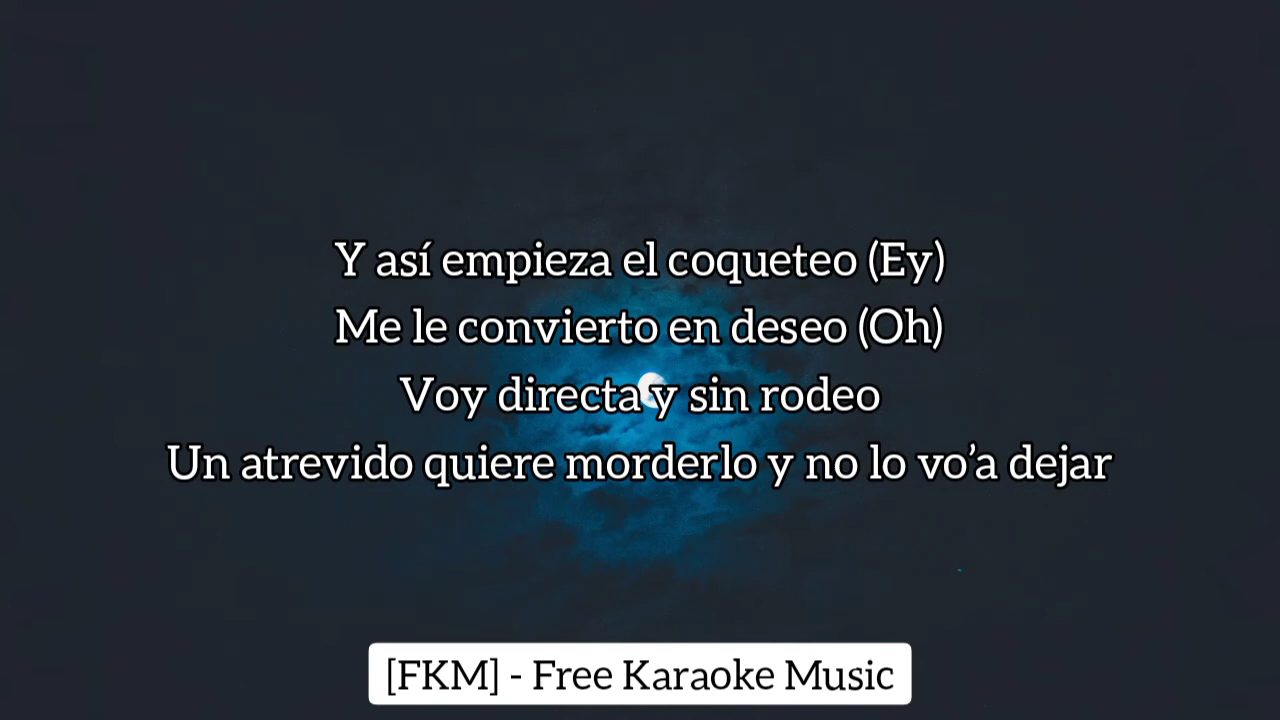 Y así empieza el coqueteo (Ey)
Me le convierto en deseo (Oh)
Voy directa y sin rodeo
Un atrevido quiere morderlo y no lo vo’a dejar
[FKM] - Free Karaoke Music